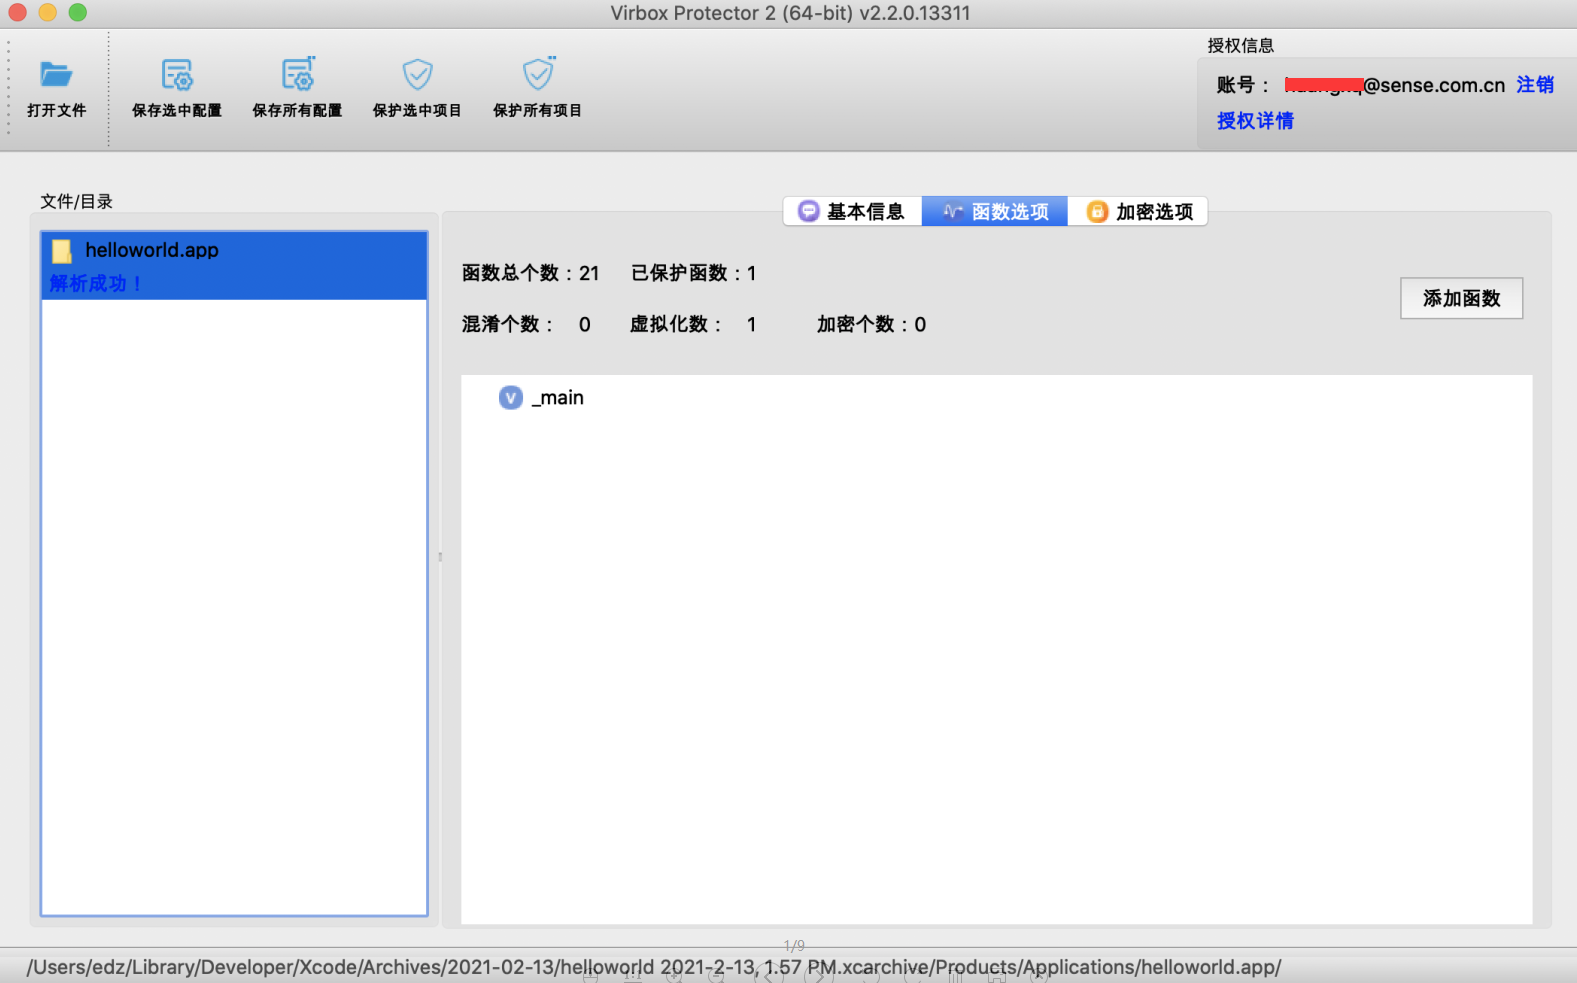 Virbox Protector 2 (64-bit) v2.2.0.13311
打开文件
保存选中配置
保存所有配置
保护选中项目
保护所有项目
授权信息
账号： @sense.com.cn 注销
授权详情
文件/目录
helloworld.app
解析成功！
基本信息
函数选项
加密选项
函数总个数：21 已保护函数：1
混淆个数： 0 虚拟化数： 1 加密个数：0
添加函数
V _main
1/9
/Users/edz/Library/Developer/Xcode/Archives/2021-02-13/helloworld 2021-2-13, 1:57 PM.xcarchive/Products/Applications/helloworld.app/
1:1